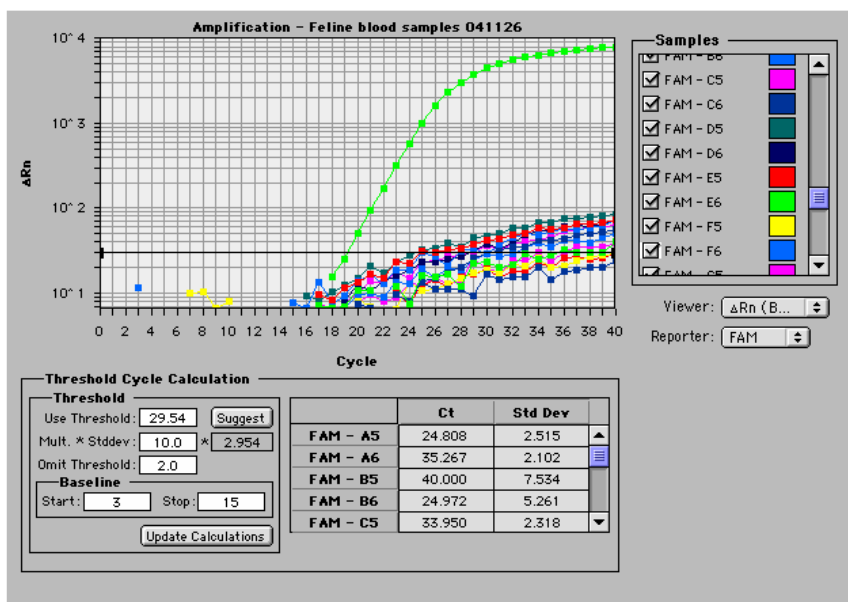 Amplification - Feline blood samples 041126
10^4
10^3
10^2
10^1
ΔRn
0 2 4 6 8 10 12 14 16 18 20 22 24 26 28 30 32 34 36 38 40
Cycle
Samples
FAM - B6
FAM - C5
FAM - C6
FAM - D5
FAM - D6
FAM - E5
FAM - E6
FAM - F5
FAM - F6
Viewer: ΔRn (B...
Reporter: FAM
Threshold Cycle Calculation
Threshold
Use Threshold: 29.54 Suggest
Mult. * Stddev: 10.0 * 2.954
Omit Threshold: 2.0
Baseline
Start: 3 Stop: 15
Update Calculations
Ct Std Dev
FAM - A5 24.808 2.515
FAM - A6 35.267 2.102
FAM - B5 40.000 7.534
FAM - B6 24.972 5.261
FAM - C5 33.950 2.318